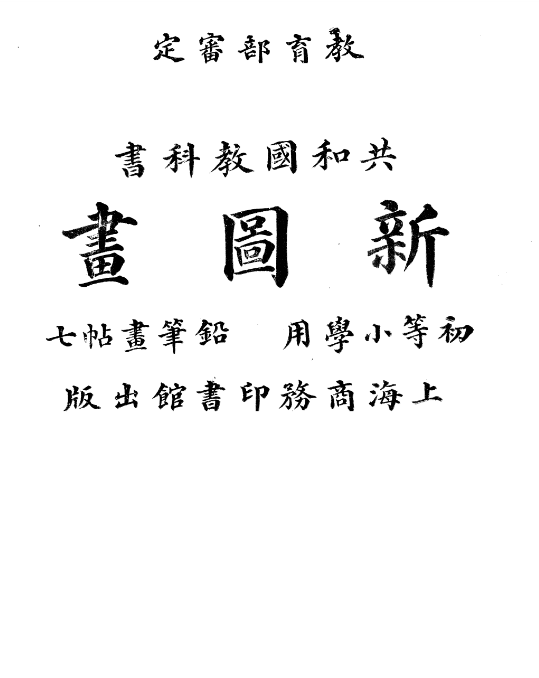 教育部審定
共和國教科書
新圖畫
初等小學用 鉛筆畫帖七
上海商務印書館出版